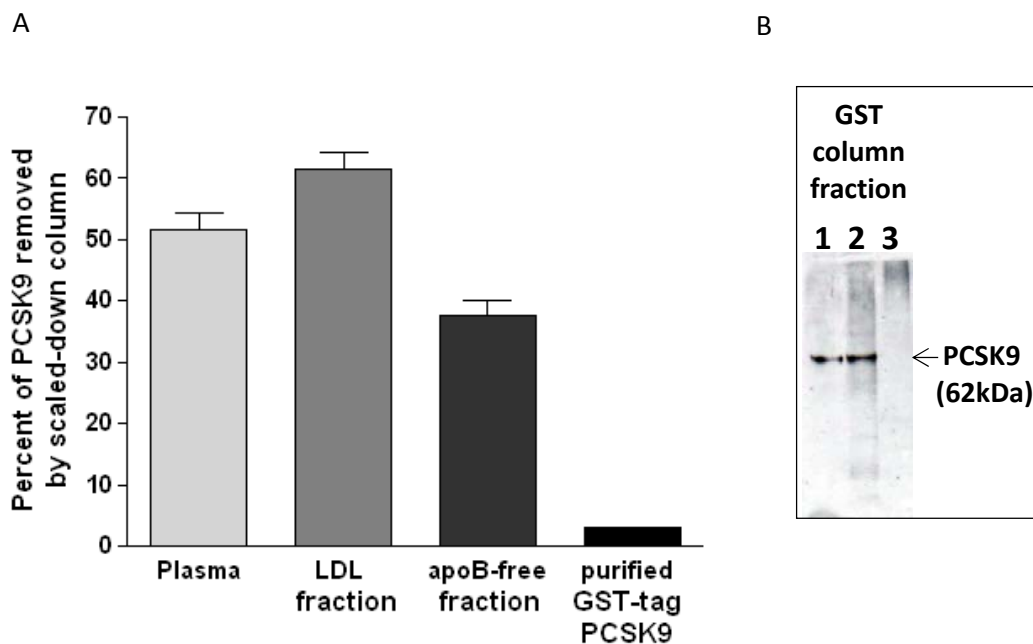 A
B
Percent of PCSK9 removed
by scaled-down column
70
60
50
40
30
20
10
0
Plasma
LDL
fraction
apoB-free
fraction
purified
GST-tag
PCSK9
GST
column
fraction
1 2 3
PCSK9
(62kDa)